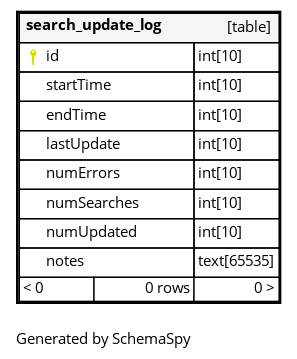 search_update_log [table]
id int[10]
startTime int[10]
endTime int[10]
lastUpdate int[10]
numErrors int[10]
numSearches int[10]
numUpdated int[10]
notes text[65535]
< 0 0 rows 0 >
Generated by SchemaSpy